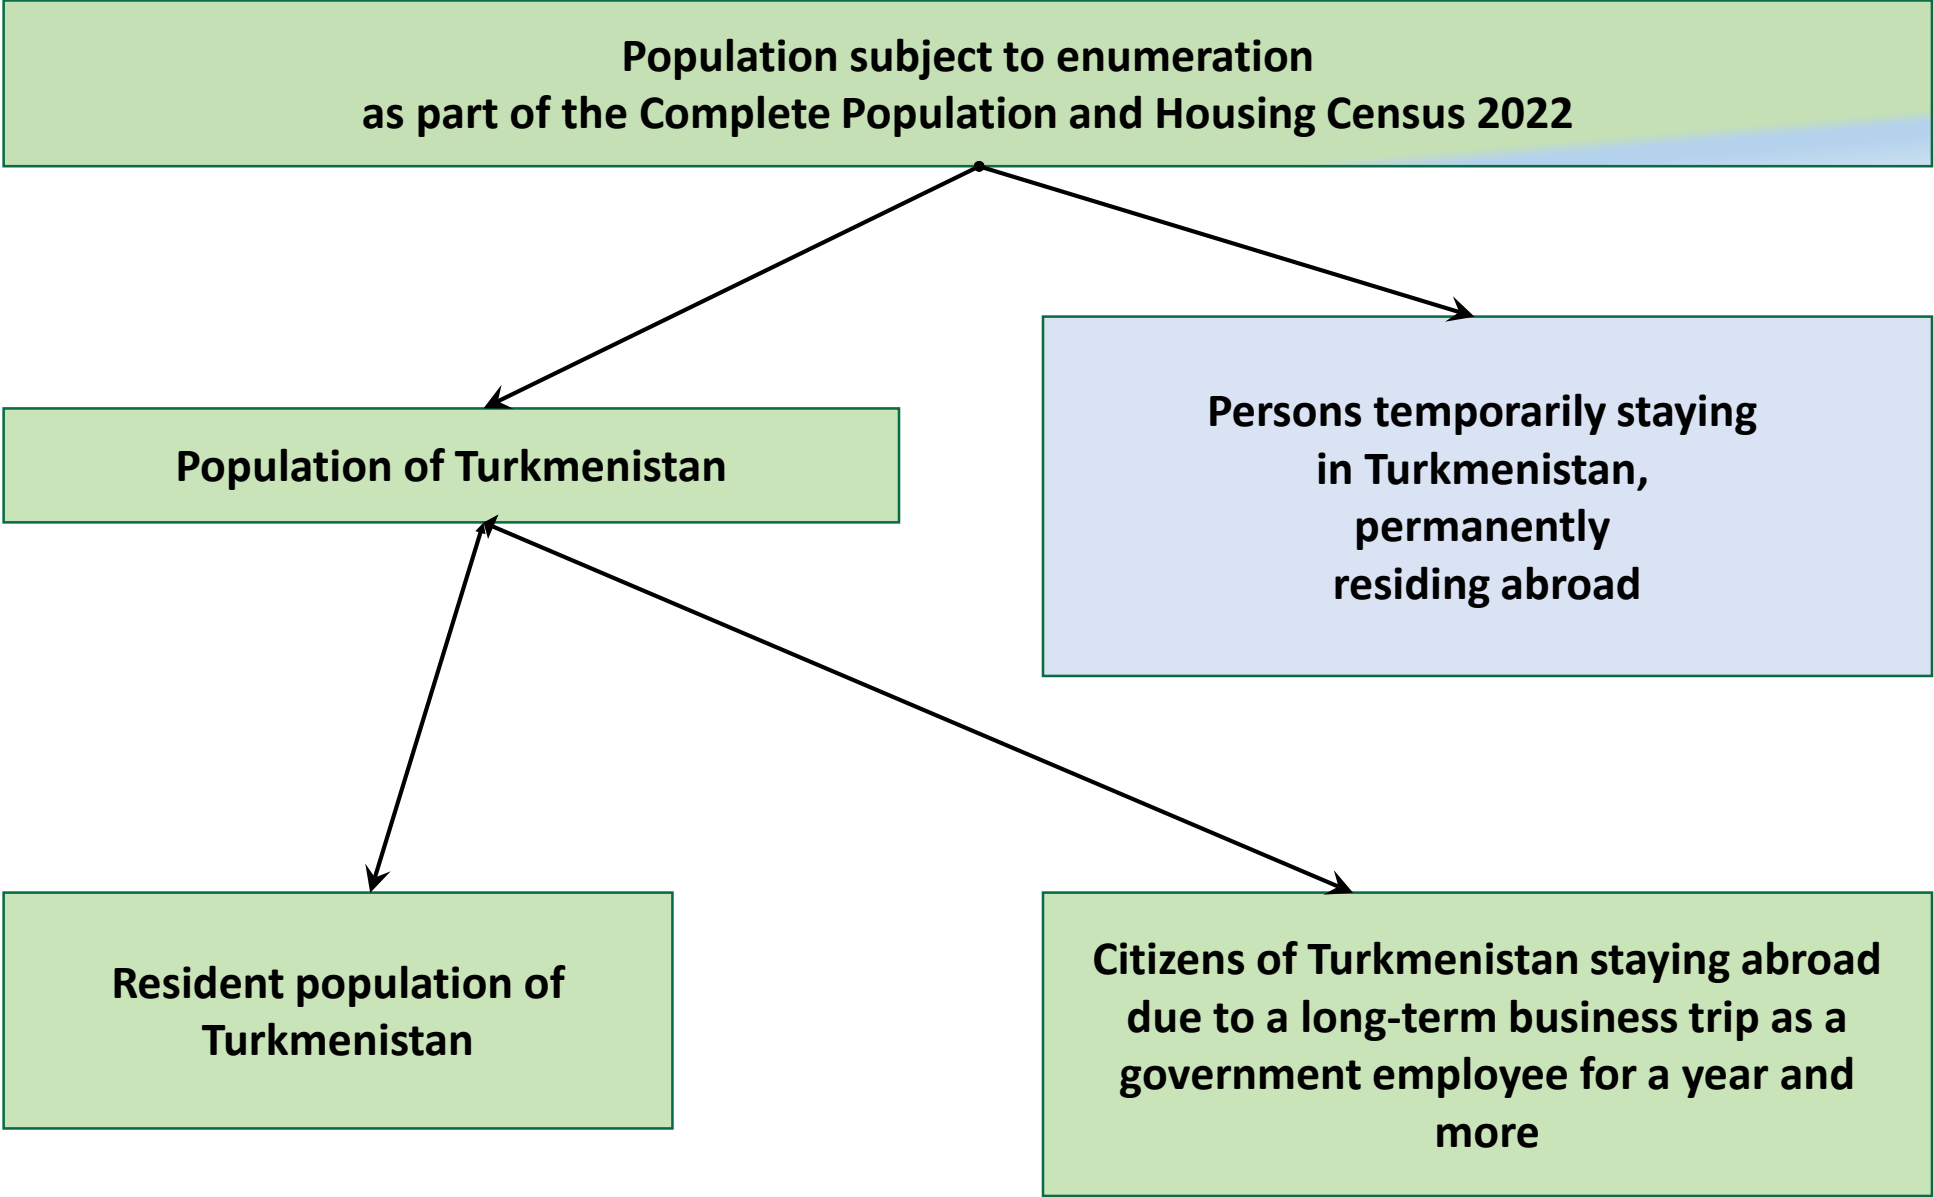 Population subject to enumeration
as part of the Complete Population and Housing Census 2022
Population of Turkmenistan
Persons temporarily staying
in Turkmenistan,
permanently
residing abroad
Resident population of
Turkmenistan
Citizens of Turkmenistan staying abroad
due to a long-term business trip as a
government employee for a year and
more